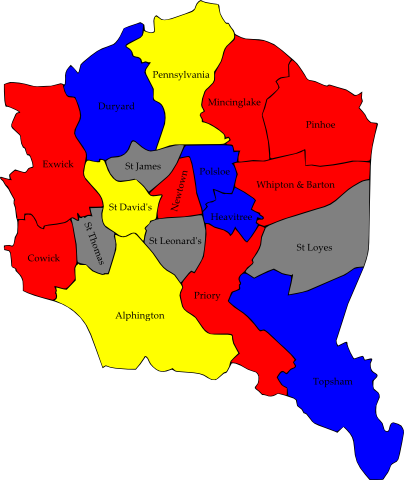 Pennsylvania
Duryard
Mincinglake
Pinhoe
Exwick
St James
Polsloe
Newtown
Whipton & Barton
St David's
Heavitree
St Thomas
St Leonard's
St Loyes
Cowick
Priory
Alphington
Topsham